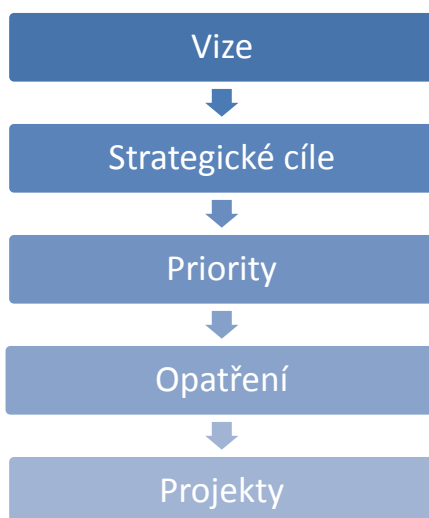 Vize
Strategické cíle
Priority
Opatření
Projekty